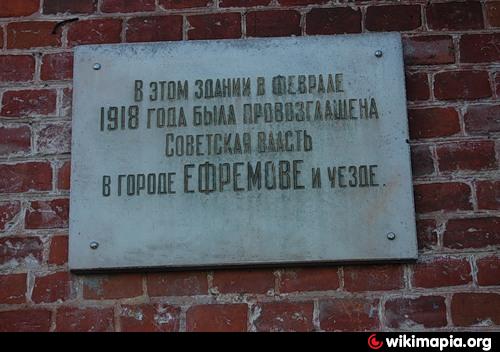 В ЭТОМ ЗДАНИИ В ФЕВРАЛЕ
1918 ГОДА БЫЛА ПРОВОЗГЛАШЕНА
СОВЕТСКАЯ ВЛАСТЬ
В ГОРОДЕ ЕФРЕМОВЕ И УЕЗДЕ.
wikimapia.org